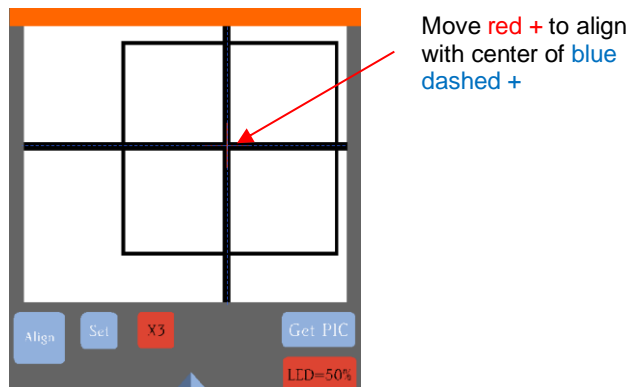 Move red + to align
with center of blue
dashed +
Align
Set
X3
Get PIC
LED=50%